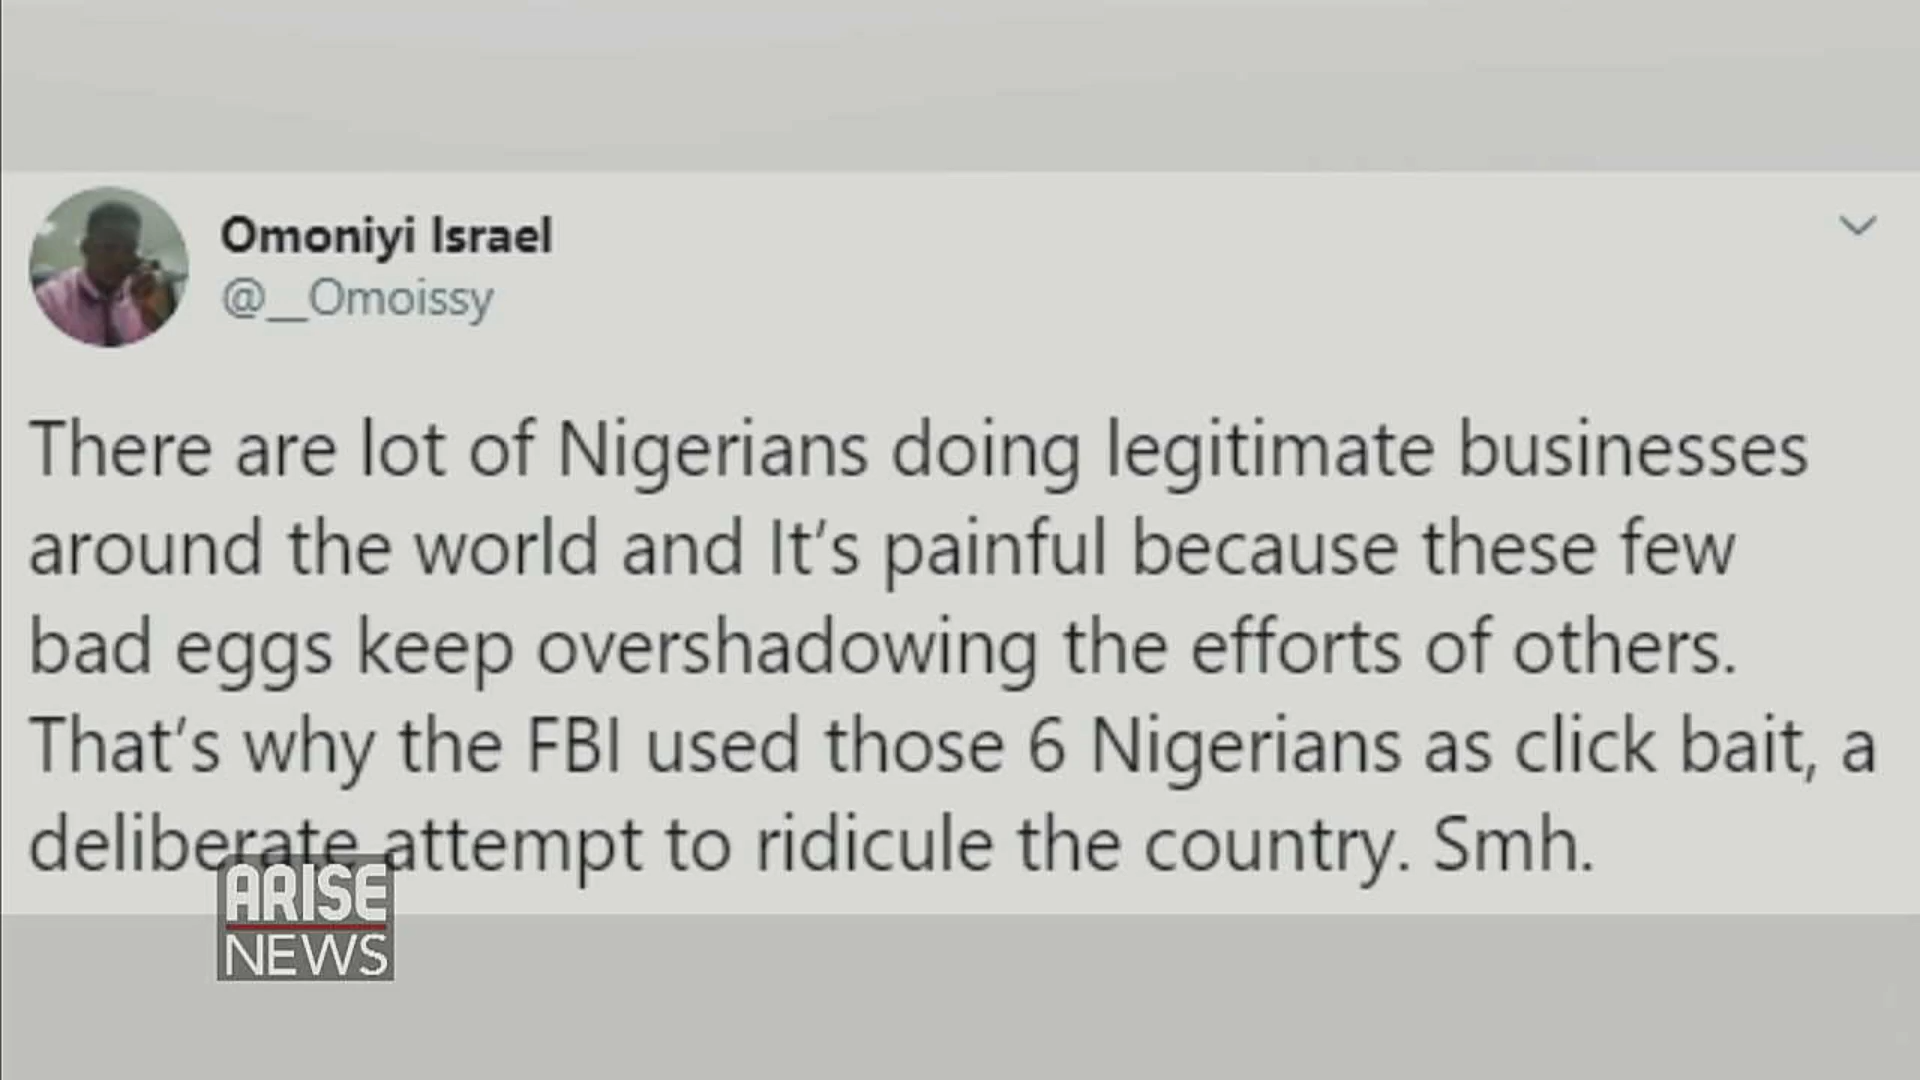 Omoniyi Israel
@__Omoissy
There are lot of Nigerians doing legitimate businesses
around the world and It's painful because these few
bad eggs keep overshadowing the efforts of others.
That's why the FBI used those 6 Nigerians as click bait, a
deliberate attempt to ridicule the country. Smh.
ARISE
NEWS